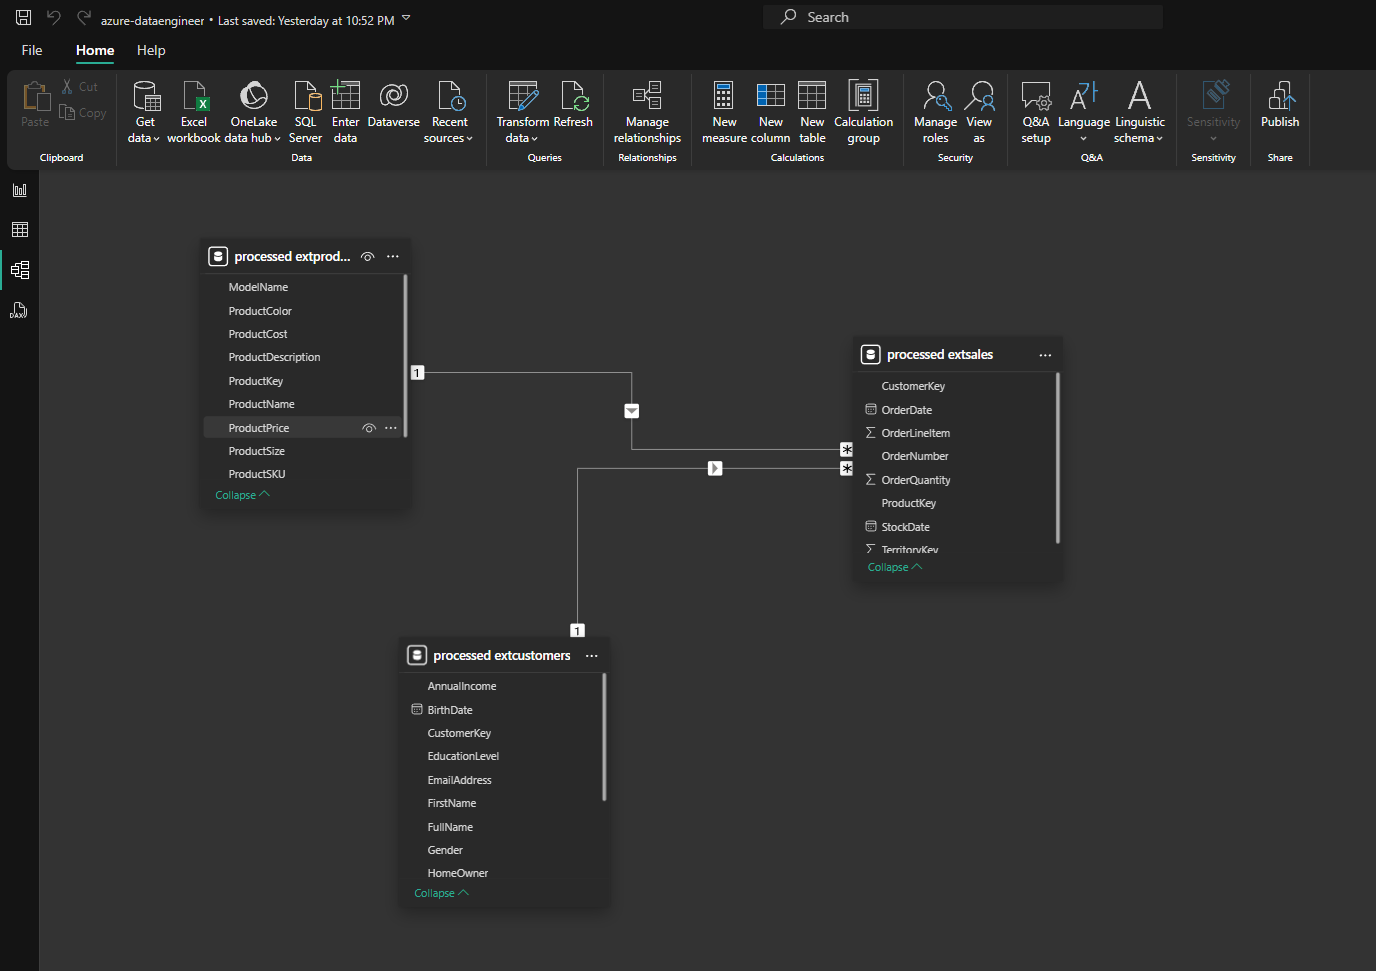 azure-dataengineer • Last saved: Yesterday at 10:52 PM
Search
File Home Help
Paste
Cut
Copy
Clipboard
Get data
Excel workbook
OneLake data hub
SQL Server
Enter data
Dataverse
Recent sources
Data
Transform data
Refresh
Queries
Manage relationships
Relationships
New measure
New column
New table
Calculation group
Calculations
Manage roles
View as
Security
Q&A setup
Language
Linguistic schema
Q&A
Sensitivity
Sensitivity
Publish
Share
DAX
processed extprod...
ModelName
ProductColor
ProductCost
ProductDescription
ProductKey
ProductName
ProductPrice
ProductSize
ProductSKU
Collapse
1
*
*
1
processed extsales
CustomerKey
OrderDate
OrderLineItem
OrderNumber
OrderQuantity
ProductKey
StockDate
TerritoryKey
Collapse
processed extcustomers
AnnualIncome
BirthDate
CustomerKey
EducationLevel
EmailAddress
FirstName
FullName
Gender
HomeOwner
Collapse